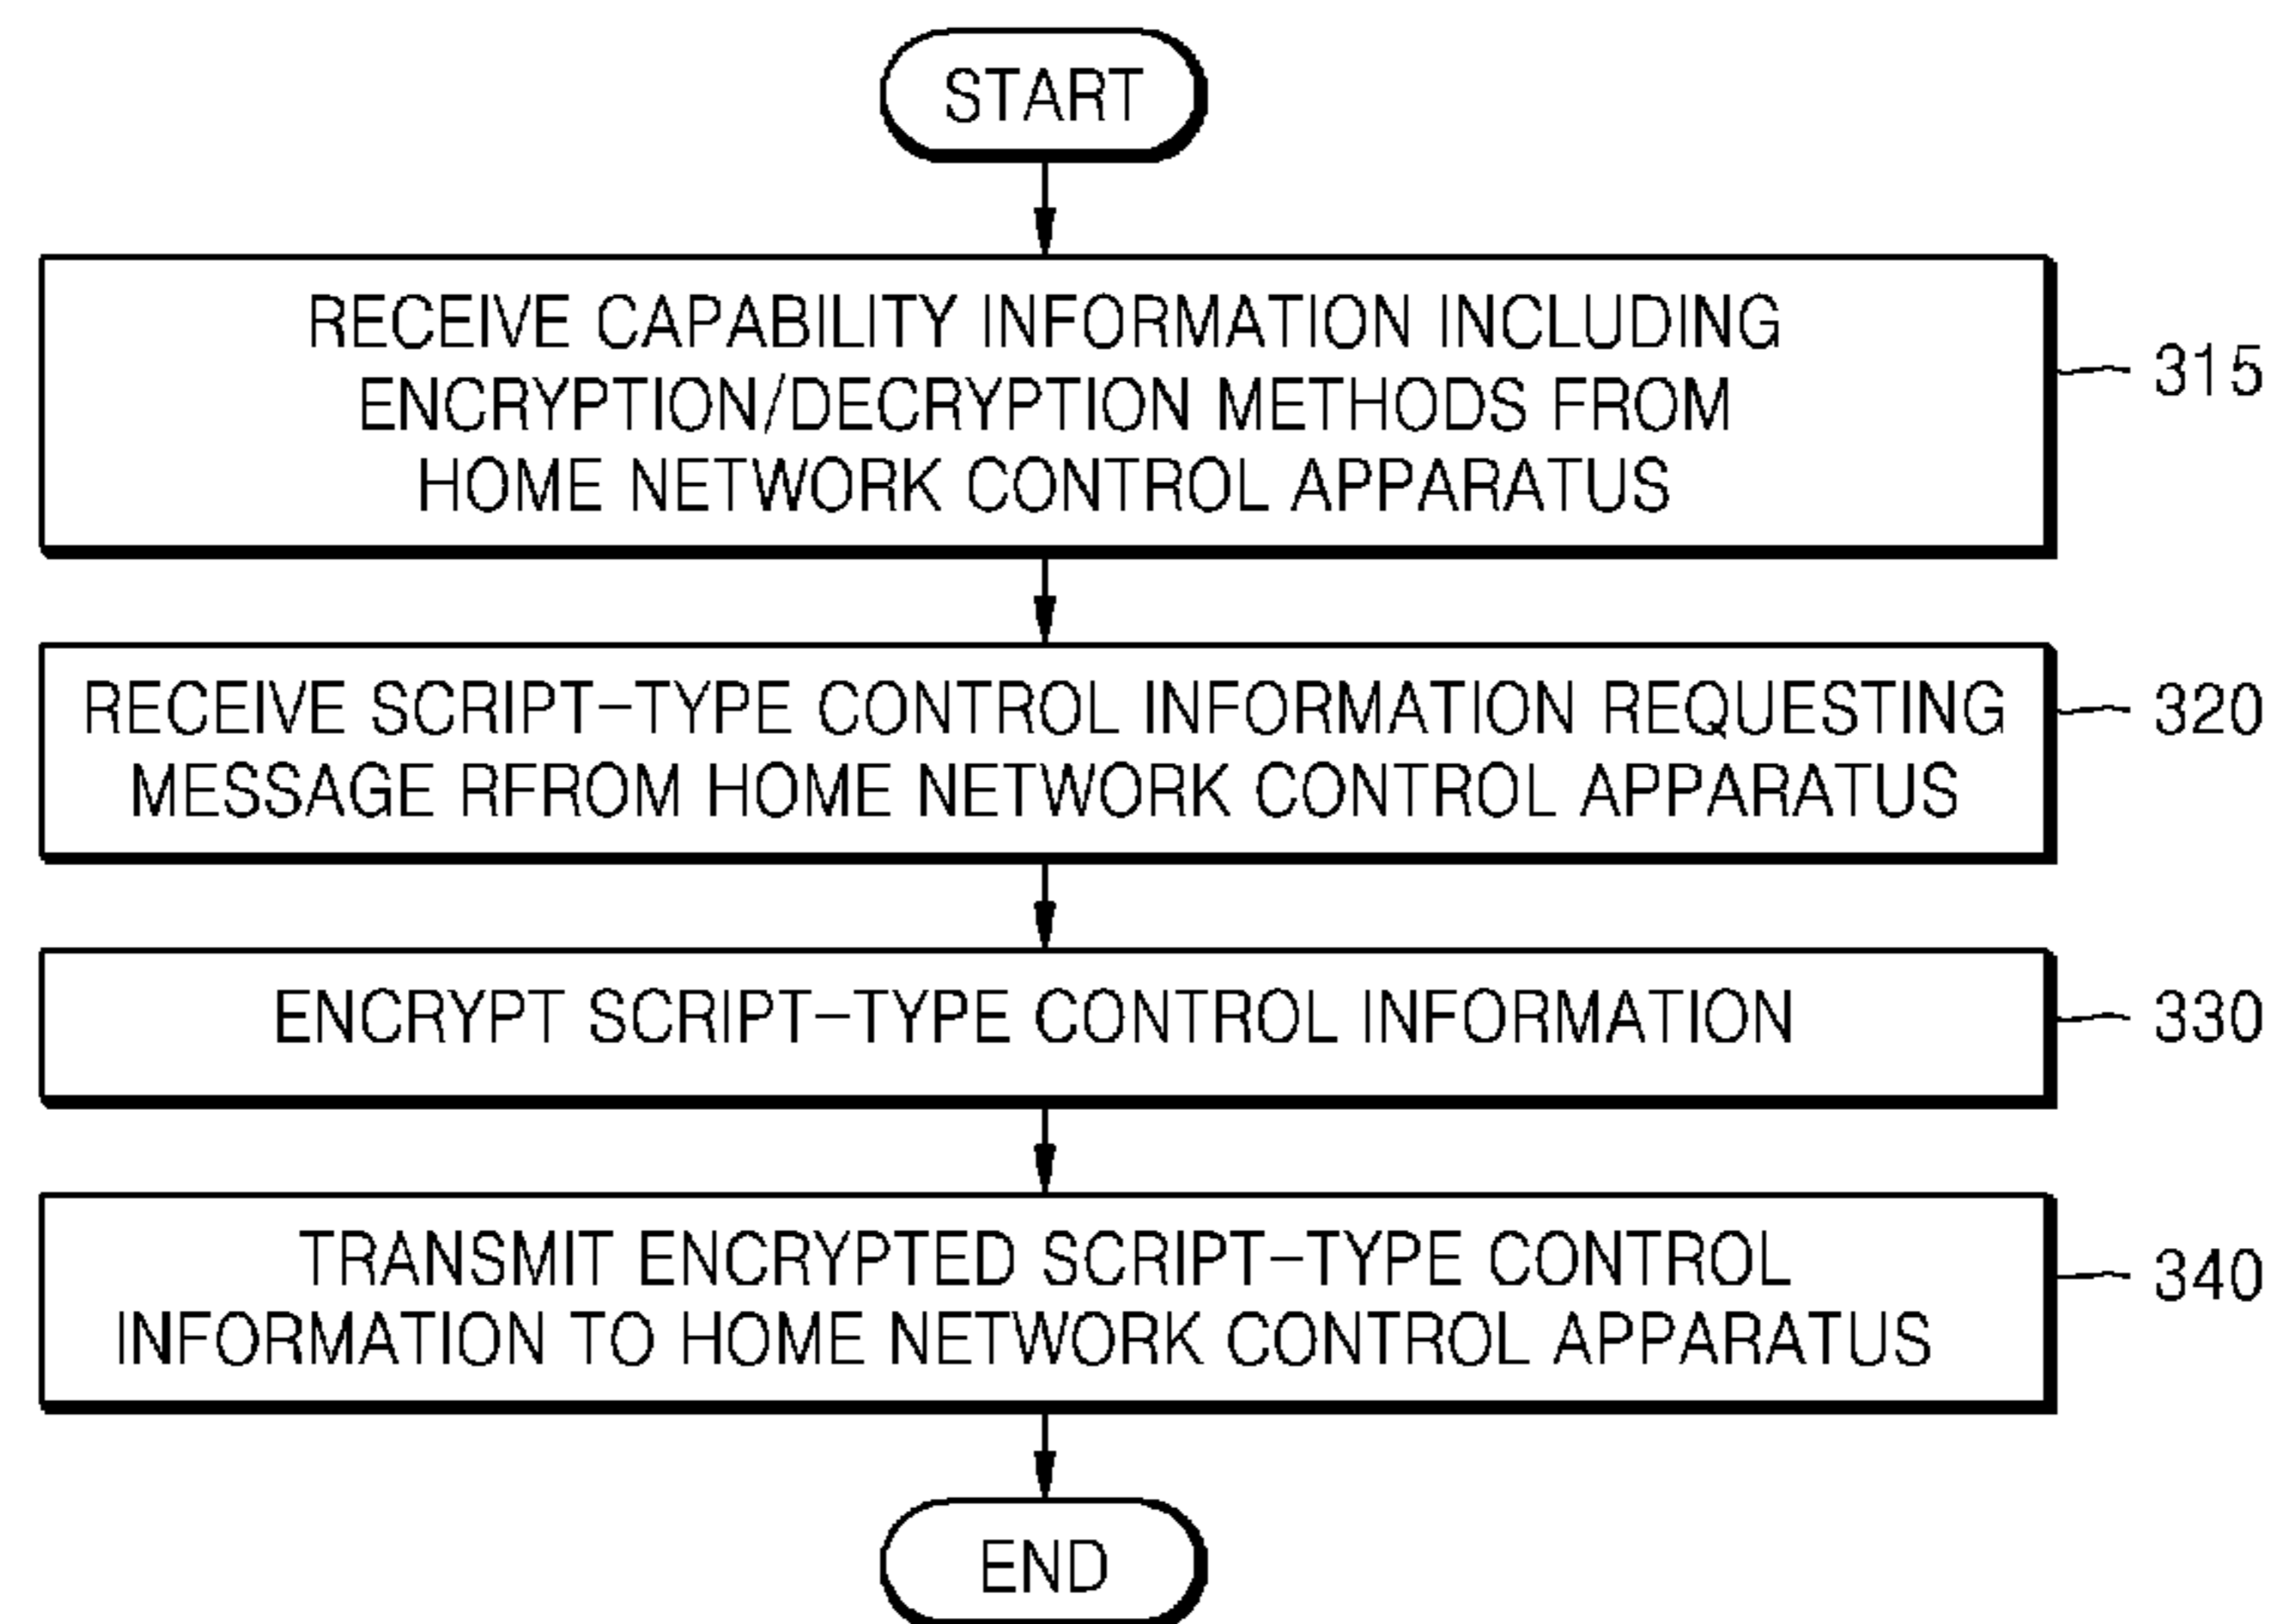 START
RECEIVE CAPABILITY INFORMATION INCLUDING
ENCRYPTION/DECRYPTION METHODS FROM
HOME NETWORK CONTROL APPARATUS
315
RECEIVE SCRIPT-TYPE CONTROL INFORMATION REQUESTING
MESSAGE RFROM HOME NETWORK CONTROL APPARATUS
320
ENCRYPT SCRIPT-TYPE CONTROL INFORMATION
330
TRANSMIT ENCRYPTED SCRIPT-TYPE CONTROL
INFORMATION TO HOME NETWORK CONTROL APPARATUS
340
END